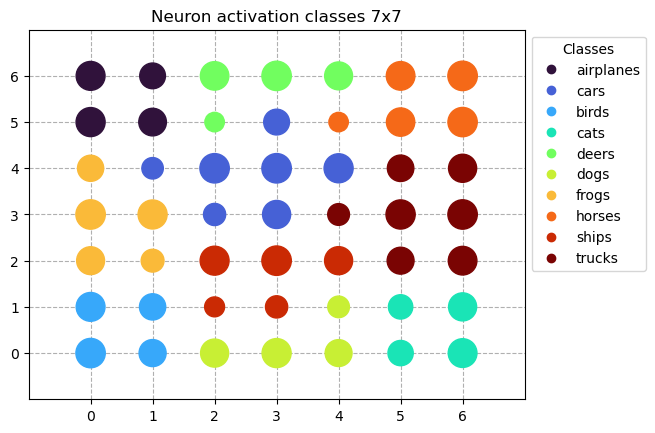 Neuron activation classes 7x7
6
5
4
3
2
1
0
0 1 2 3 4 5 6
Classes
airplanes
cars
birds
cats
deers
dogs
frogs
horses
ships
trucks